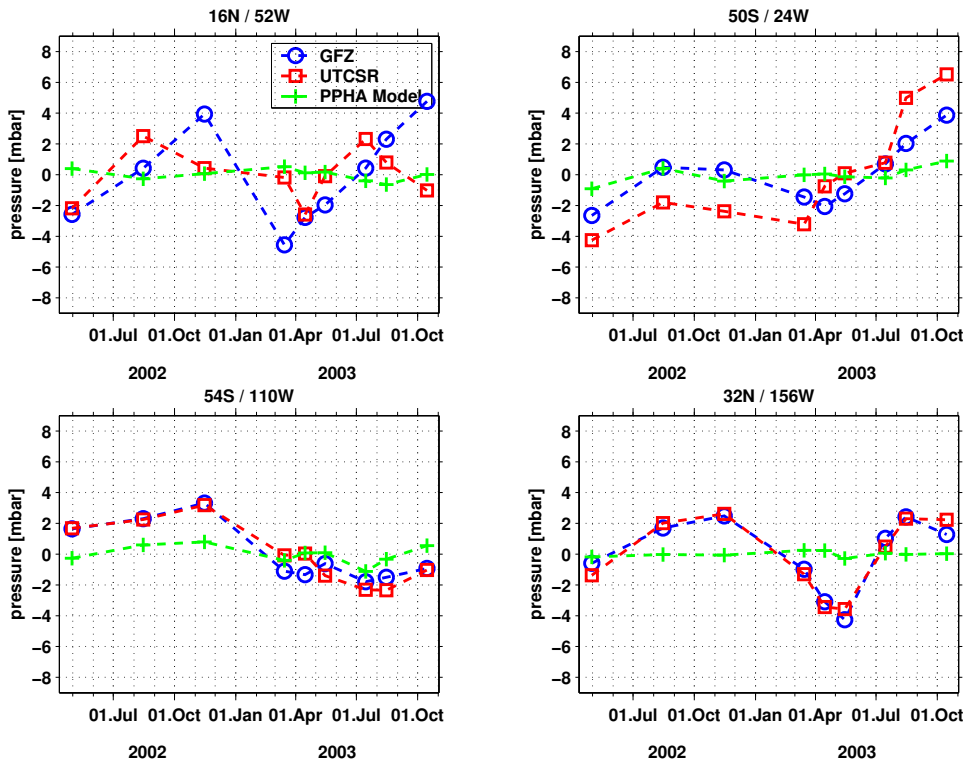 16N / 52W
50S / 24W
8
6
4
2
0
−2
−4
−6
−8
pressure [mbar]
GFZ
UTCSR
PPHA Model
01.Jul 01.Oct 01.Jan 01.Apr 01.Jul 01.Oct
2002 2003
8
6
4
2
0
−2
−4
−6
−8
pressure [mbar]
01.Jul 01.Oct 01.Jan 01.Apr 01.Jul 01.Oct
2002 2003
54S / 110W
32N / 156W
8
6
4
2
0
−2
−4
−6
−8
pressure [mbar]
01.Jul 01.Oct 01.Jan 01.Apr 01.Jul 01.Oct
2002 2003
8
6
4
2
0
−2
−4
−6
−8
pressure [mbar]
01.Jul 01.Oct 01.Jan 01.Apr 01.Jul 01.Oct
2002 2003